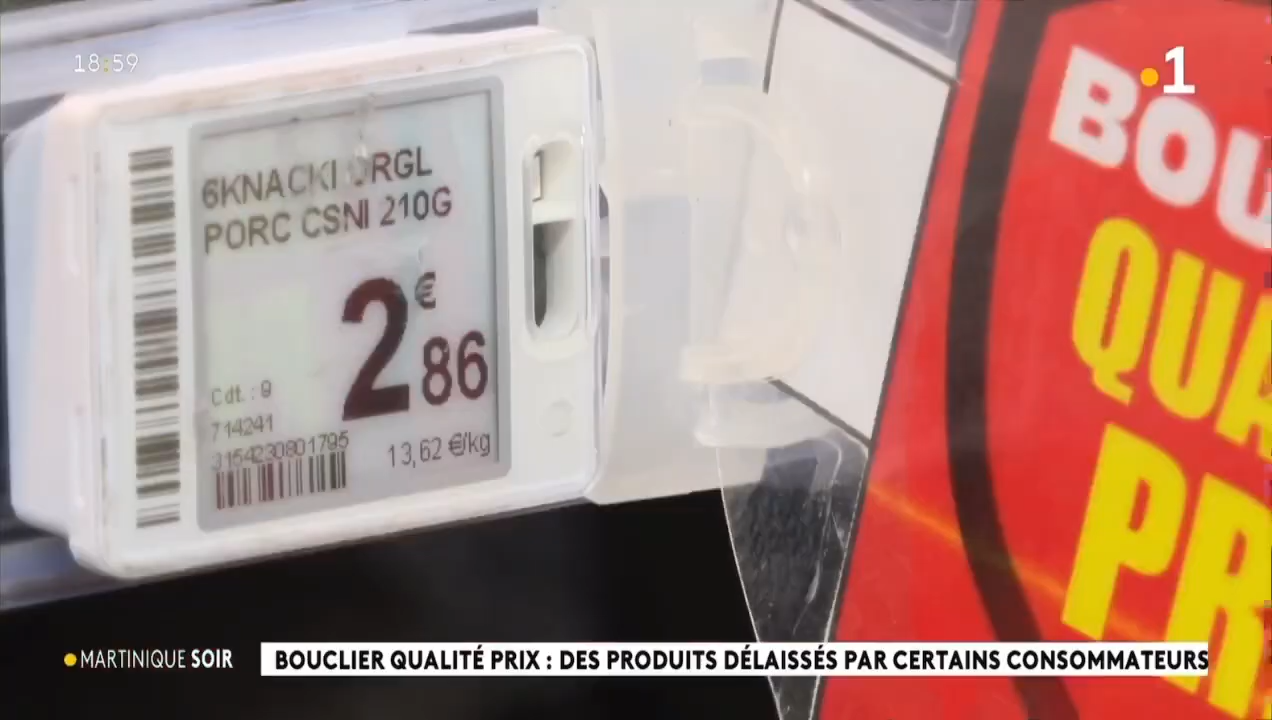 18:59
1
6KNACKI ORGL
PORC CSNI 210G
2€86
Cdt. : 9
714241
3154230801795
13,62 €/kg
BOU
QUA
PR
MARTINIQUE SOIR
BOUCLIER QUALITÉ PRIX : DES PRODUITS DÉLAISSÉS PAR CERTAINS CONSOMMATEURS